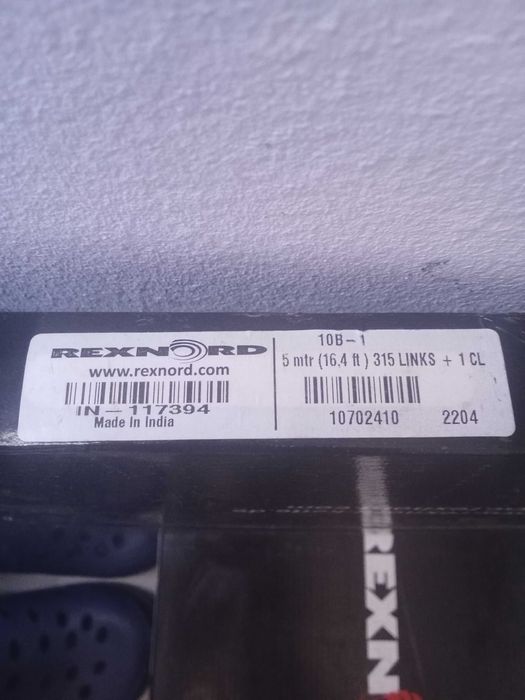 REXNORD
www.rexnord.com
IN-117394
Made In India
10B-1
5 mtr (16,4 ft) 315 LINKS + 1 CL
10702410 2204
REXN